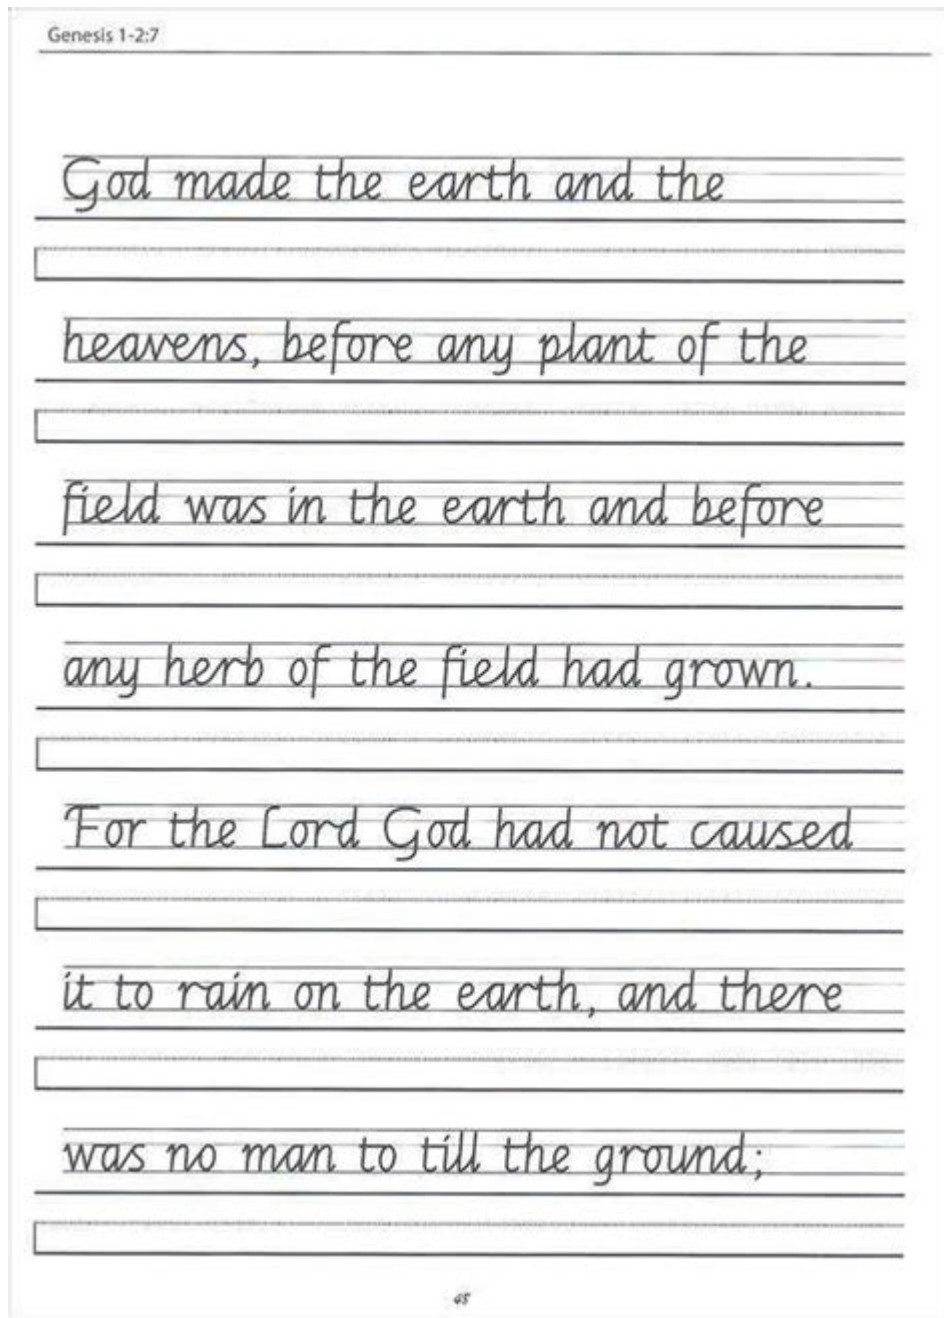 Genesis 1-2:7
God made the earth and the
heavens, before any plant of the
field was in the earth and before
any herb of the field had grown.
For the Lord God had not caused
it to rain on the earth, and there
was no man to till the ground;
48